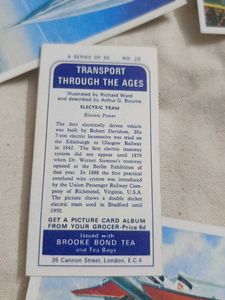 A SERIES OF 50 NO. 28
TRANSPORT
THROUGH THE AGES
Illustrated by Richard Ward
and described by Arthur G. Bourne
ELECTRIC TRAM
Electric Power
The first electrically driven vehicle
was built by Robert Davidson. His
7-ton electric locomotive was tried on
the Edinburgh to Glasgow Railway
in 1842. The first electric tramway
system did not appear until 1879
when Dr. Werner Siemens's tramway
opened at the Berlin Exhibition of
that year. In 1888 the first practical
overhead wire system was introduced
by the Union Passenger Railway Com-
pany of Richmond, Virginia, U.S.A.
The picture shows a double decker
electric tram used in Bradford until
1950.
GET A PICTURE CARD ALBUM
FROM YOUR GROCER-Price 6d
Issued with
BROOKE BOND TEA
and Tea Bags
35 Cannon Street, London, E.C.4